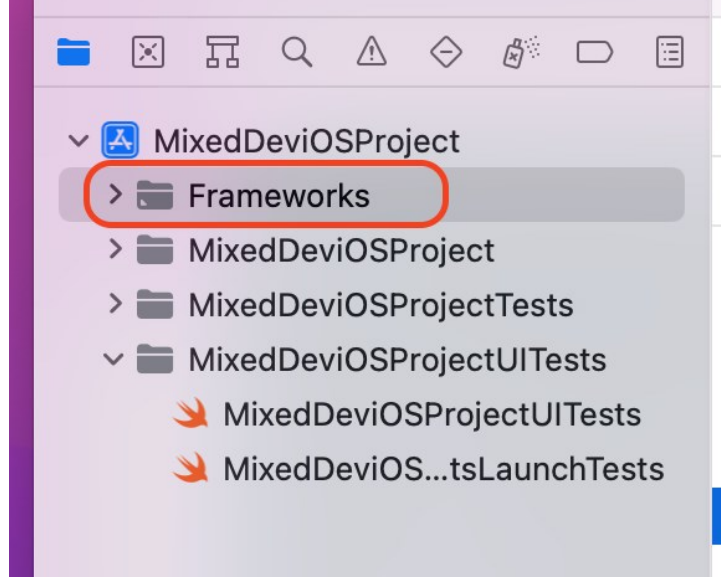 MixedDeviOSProject
Frameworks
MixedDeviOSProject
MixedDeviOSProjectTests
MixedDeviOSProjectUITests
MixedDeviOSProjectUITests
MixedDeviOS...tsLaunchTests